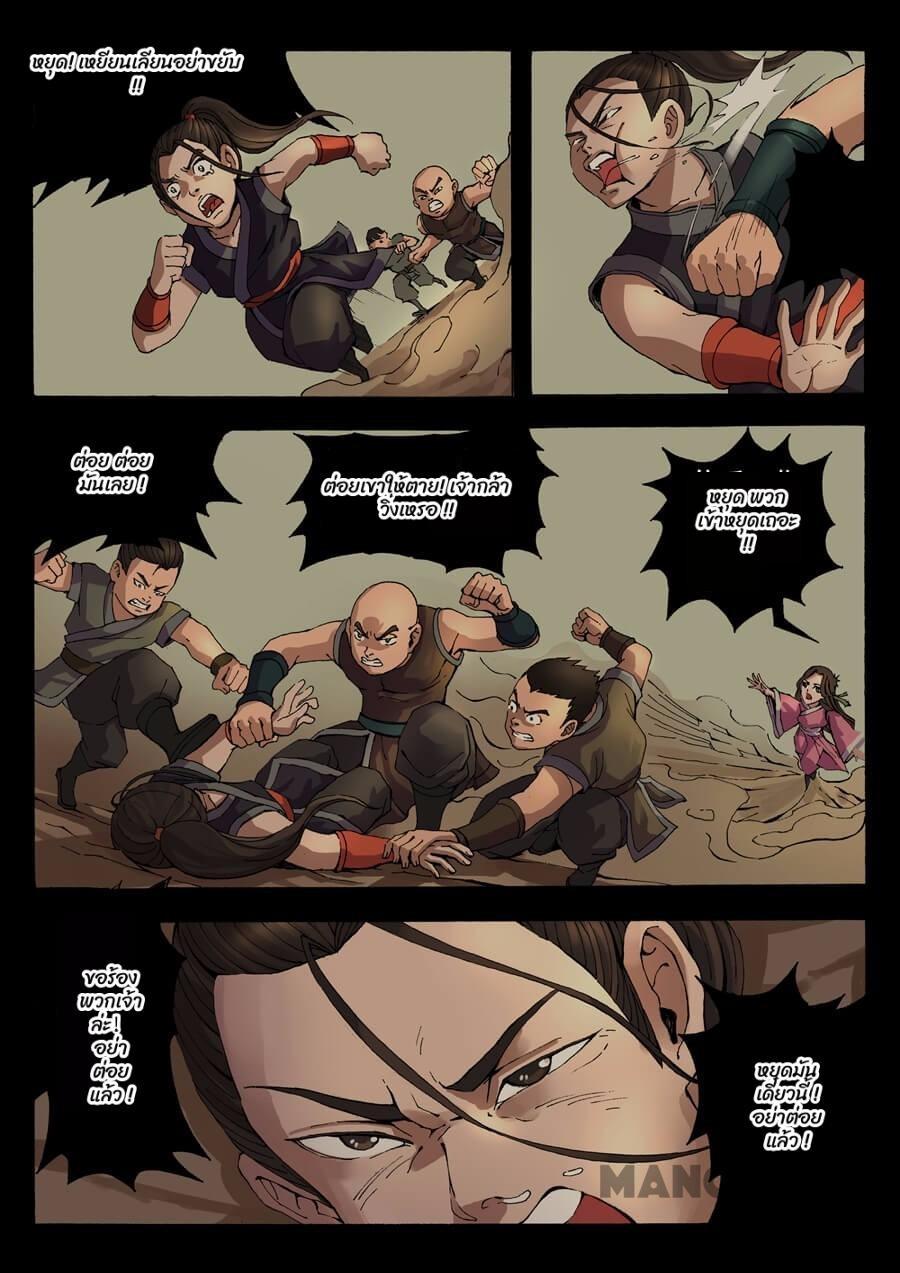 หยุด! เหยียนเลียนอย่าขยับ
!!
ต่อย ต่อย
มันเลย !
ต่อยเขาให้ตาย! เจ้ากล้า
วิ่งเหรอ !!
หยุด พวก
เข้าหยุดเถอะ
!!
ขอร้อง
พวกเจ้า
ล่ะ!
อย่า
ต่อย
แล้ว !
หยุดมัน
เดี๋ยวนี้ !
อย่าต่อย
แล้ว !